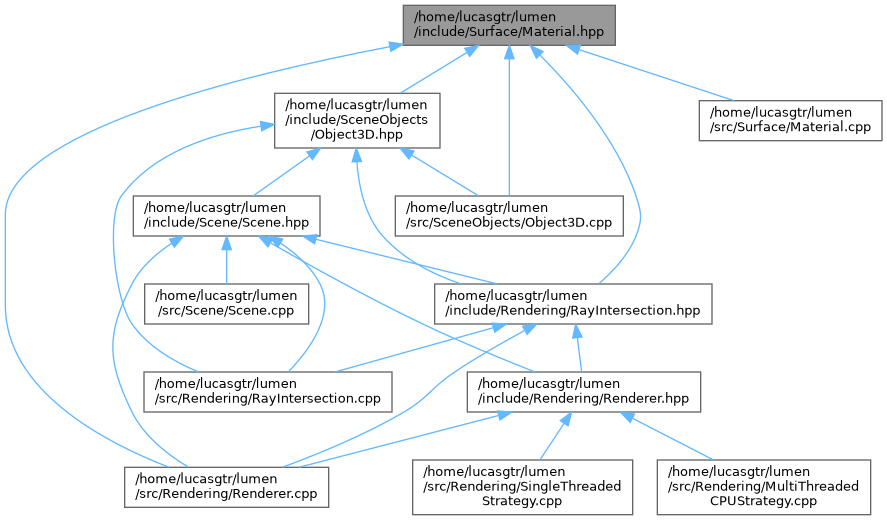 /home/lucasgtr/lumen
/include/Surface/Material.hpp
/home/lucasgtr/lumen
/include/SceneObjects
/Object3D.hpp
/home/lucasgtr/lumen
/src/Surface/Material.cpp
/home/lucasgtr/lumen
/include/Scene/Scene.hpp
/home/lucasgtr/lumen
/src/SceneObjects/Object3D.cpp
/home/lucasgtr/lumen
/src/Scene/Scene.cpp
/home/lucasgtr/lumen
/include/Rendering/RayIntersection.hpp
/home/lucasgtr/lumen
/src/Rendering/RayIntersection.cpp
/home/lucasgtr/lumen
/include/Rendering/Renderer.hpp
/home/lucasgtr/lumen
/src/Rendering/Renderer.cpp
/home/lucasgtr/lumen
/src/Rendering/SingleThreaded
Strategy.cpp
/home/lucasgtr/lumen
/src/Rendering/MultiThreaded
CPUStrategy.cpp